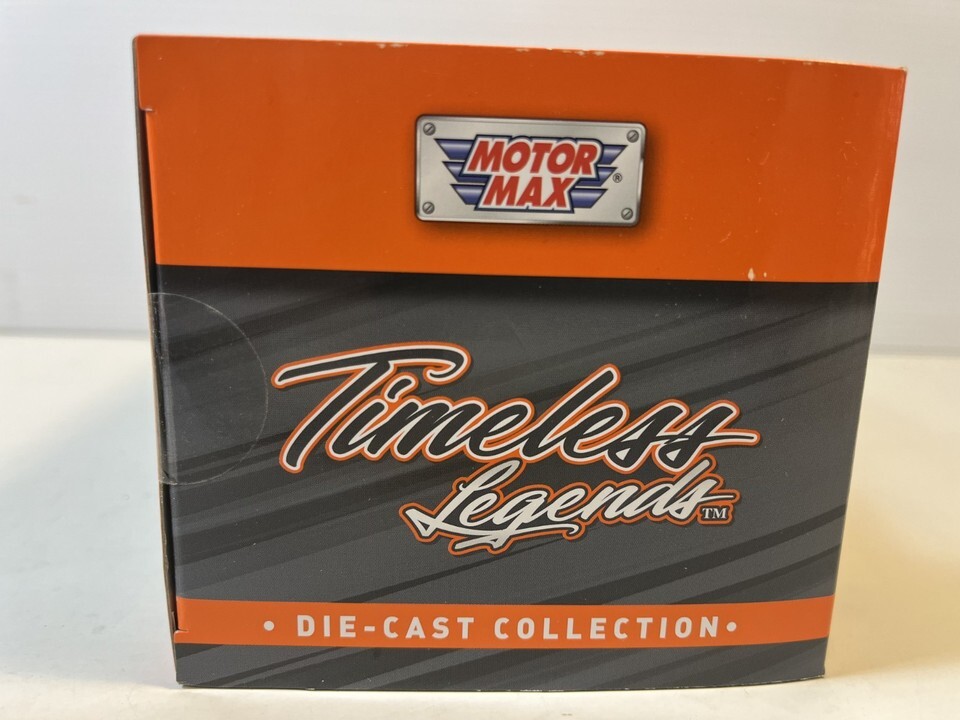 MOTOR
MAX ®
Timeless
Legends TM
• DIE-CAST COLLECTION •